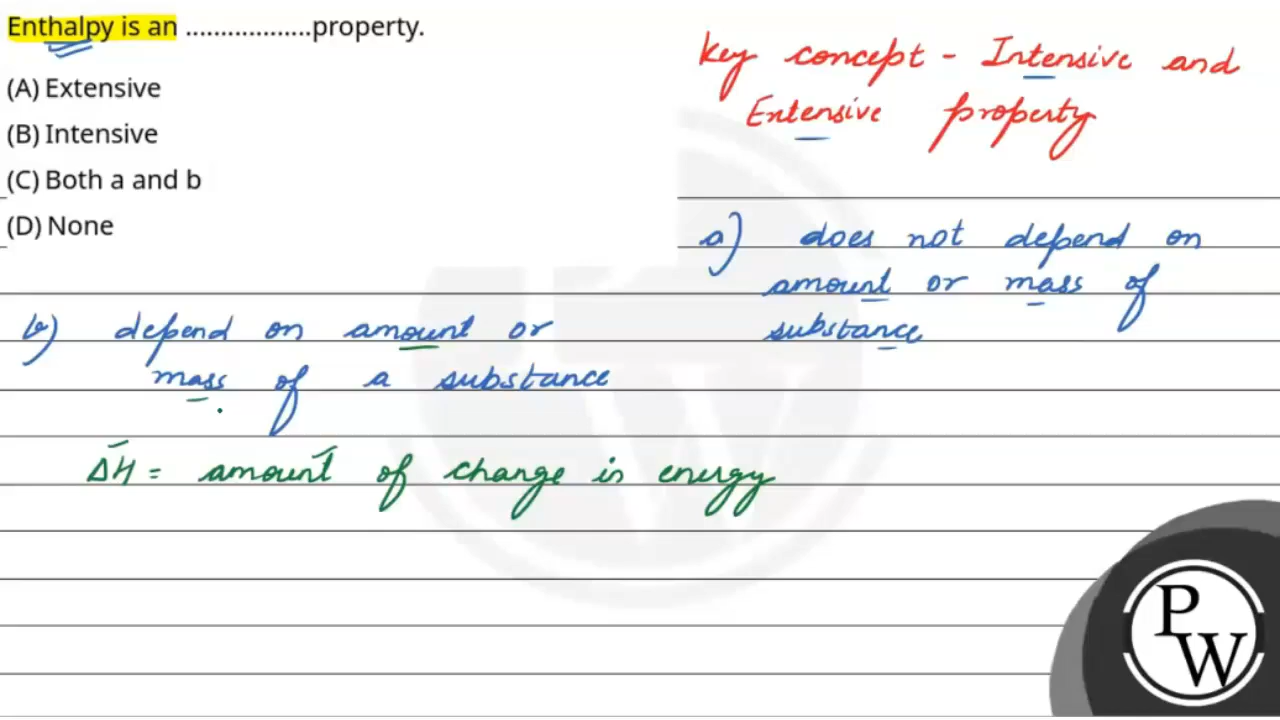 Enthalpy is an ..................property.
(A) Extensive
(B) Intensive
(C) Both a and b
(D) None
key concept - Intensive and
Extensive property
a) does not depend on
amount or mass of
substance
b) depend on amount or
mass of a substance
ΔH = amount of change in energy
PW